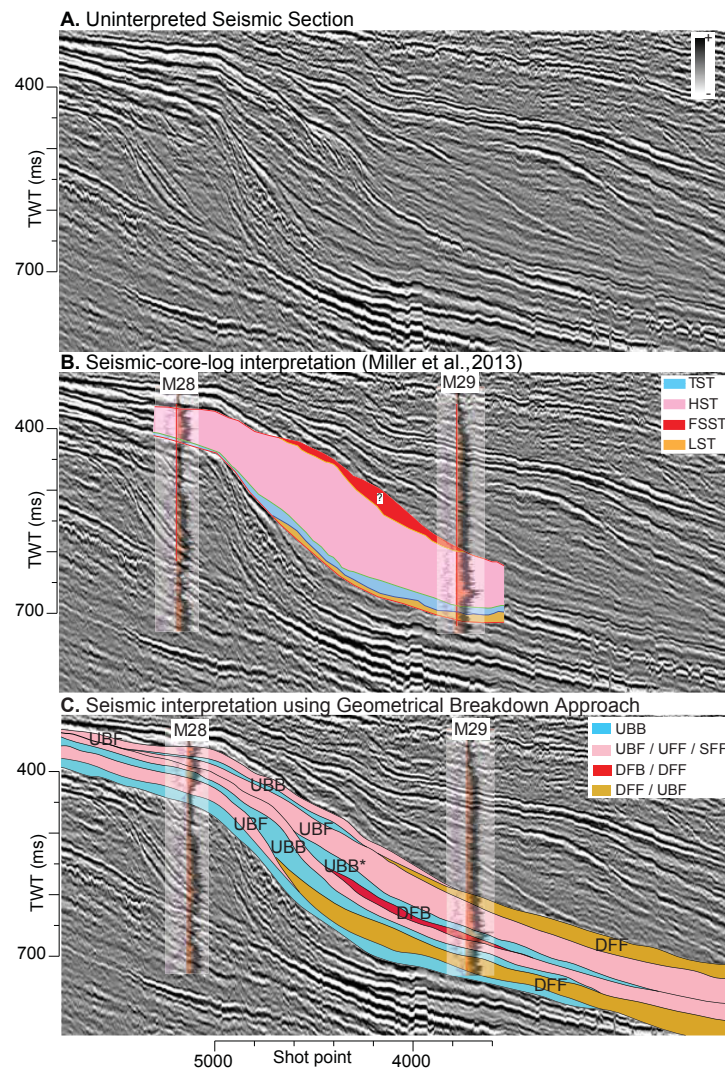 A. Uninterpreted Seismic Section
+
-
400
TWT (ms)
700
B. Seismic-core-log interpretation (Miller et al.,2013)
M28
M29
TST
HST
FSST
LST
400
?
TWT (ms)
700
C. Seismic interpretation using Geometrical Breakdown Approach
UBF
M28
M29
UBB
UBF / UFF / SFF
DFB / DFF
DFF / UBF
400
UBB
UBF
UBF
UBB
UBB*
TWT (ms)
DFB
DFF
700
DFF
5000
Shot point
4000